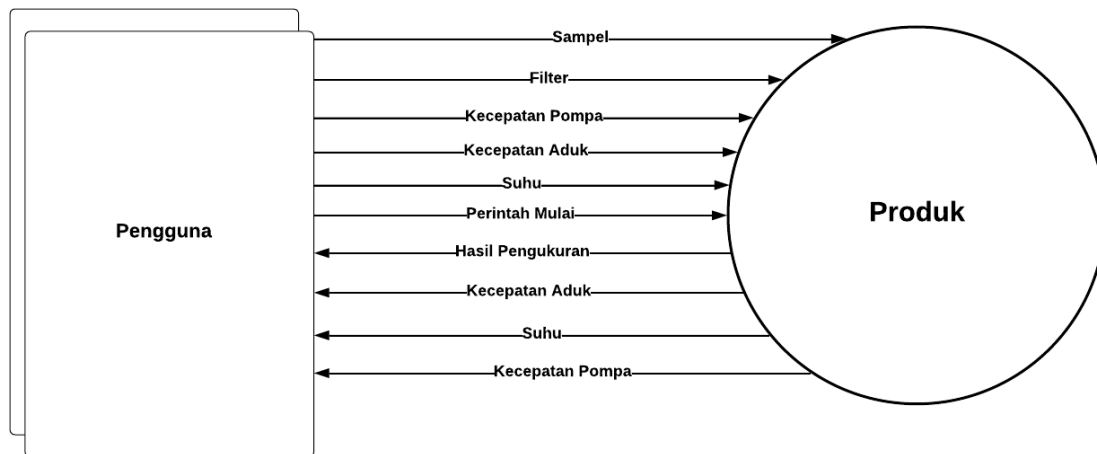 Sampel
Filter
Kecepatan Pompa
Kecepatan Aduk
Suhu
Perintah Mulai
Pengguna
Produk
Hasil Pengukuran
Kecepatan Aduk
Suhu
Kecepatan Pompa